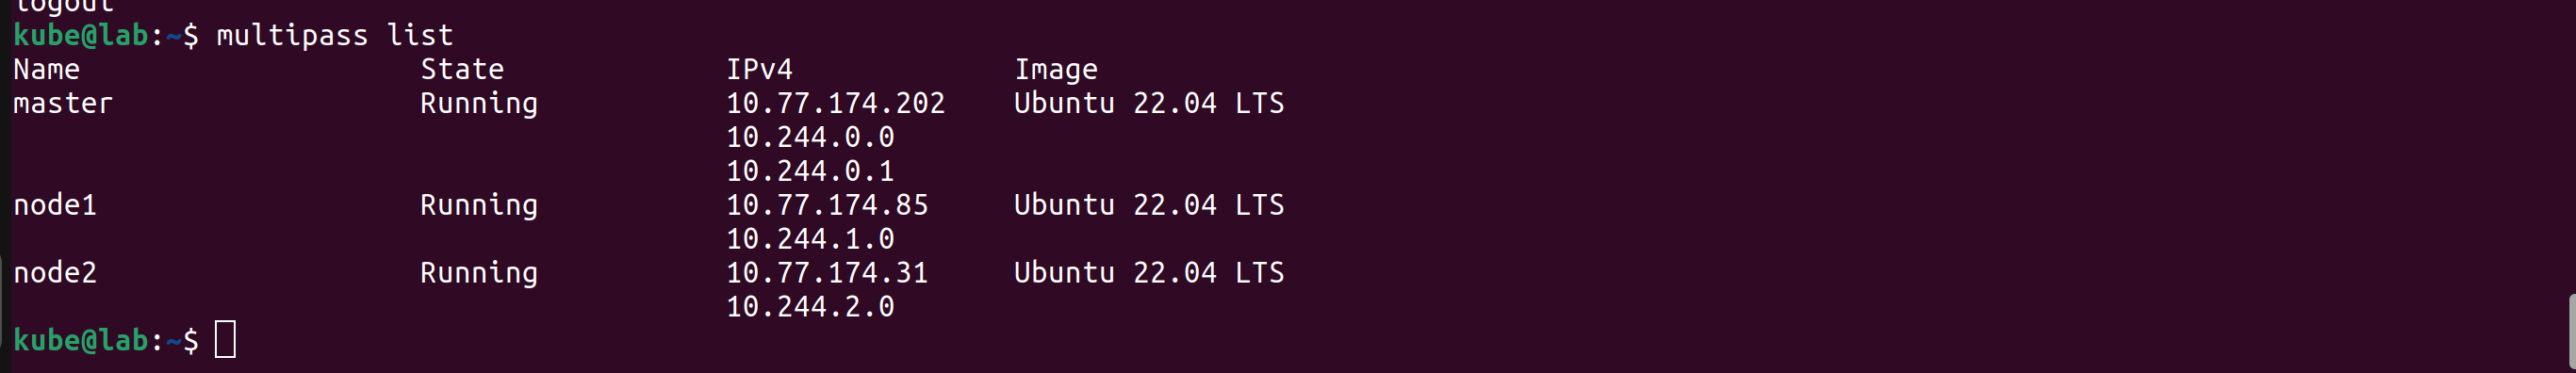 logout
kube@lab:~$ multipass list
Name                    State             IPv4             Image
master                  Running           10.77.174.202    Ubuntu 22.04 LTS
                                          10.244.0.0
                                          10.244.0.1
node1                   Running           10.77.174.85     Ubuntu 22.04 LTS
                                          10.244.1.0
node2                   Running           10.77.174.31     Ubuntu 22.04 LTS
                                          10.244.2.0
kube@lab:~$